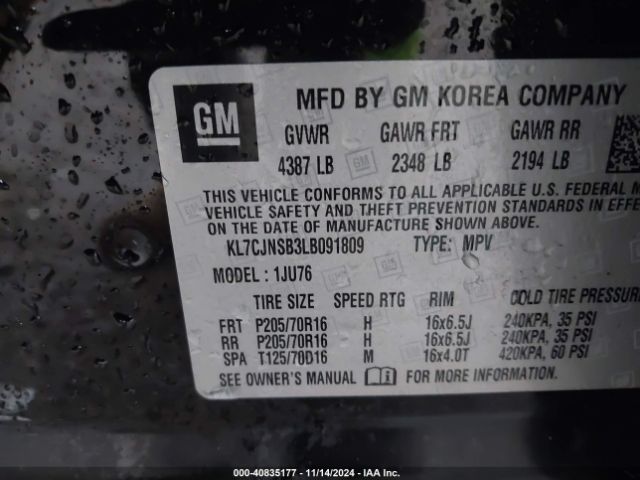 GM
MFD BY GM KOREA COMPANY
GVWR GAWR FRT GAWR RR
4387 LB 2348 LB 2194 LB
THIS VEHICLE CONFORMS TO ALL APPLICABLE U.S. FEDERAL
VEHICLE SAFETY AND THEFT PREVENTION STANDARDS IN EFFE
ON THE DATE OF MANUFACTURE SHOWN ABOVE.
KL7CJNSB3LB091809 TYPE: MPV
MODEL : 1JU76
TIRE SIZE SPEED RTG RIM COLD TIRE PRESSUR
FRT P205/70R16 H 16x6.5J 240KPA, 35 PSI
RR P205/70R16 H 16x6.5J 240KPA, 35 PSI
SPA T125/70D16 M 16x4.0T 420KPA, 60 PSI
SEE OWNER'S MANUAL FOR MORE INFORMATION.
000-40835177 - 11/14/2024 - IAA Inc.